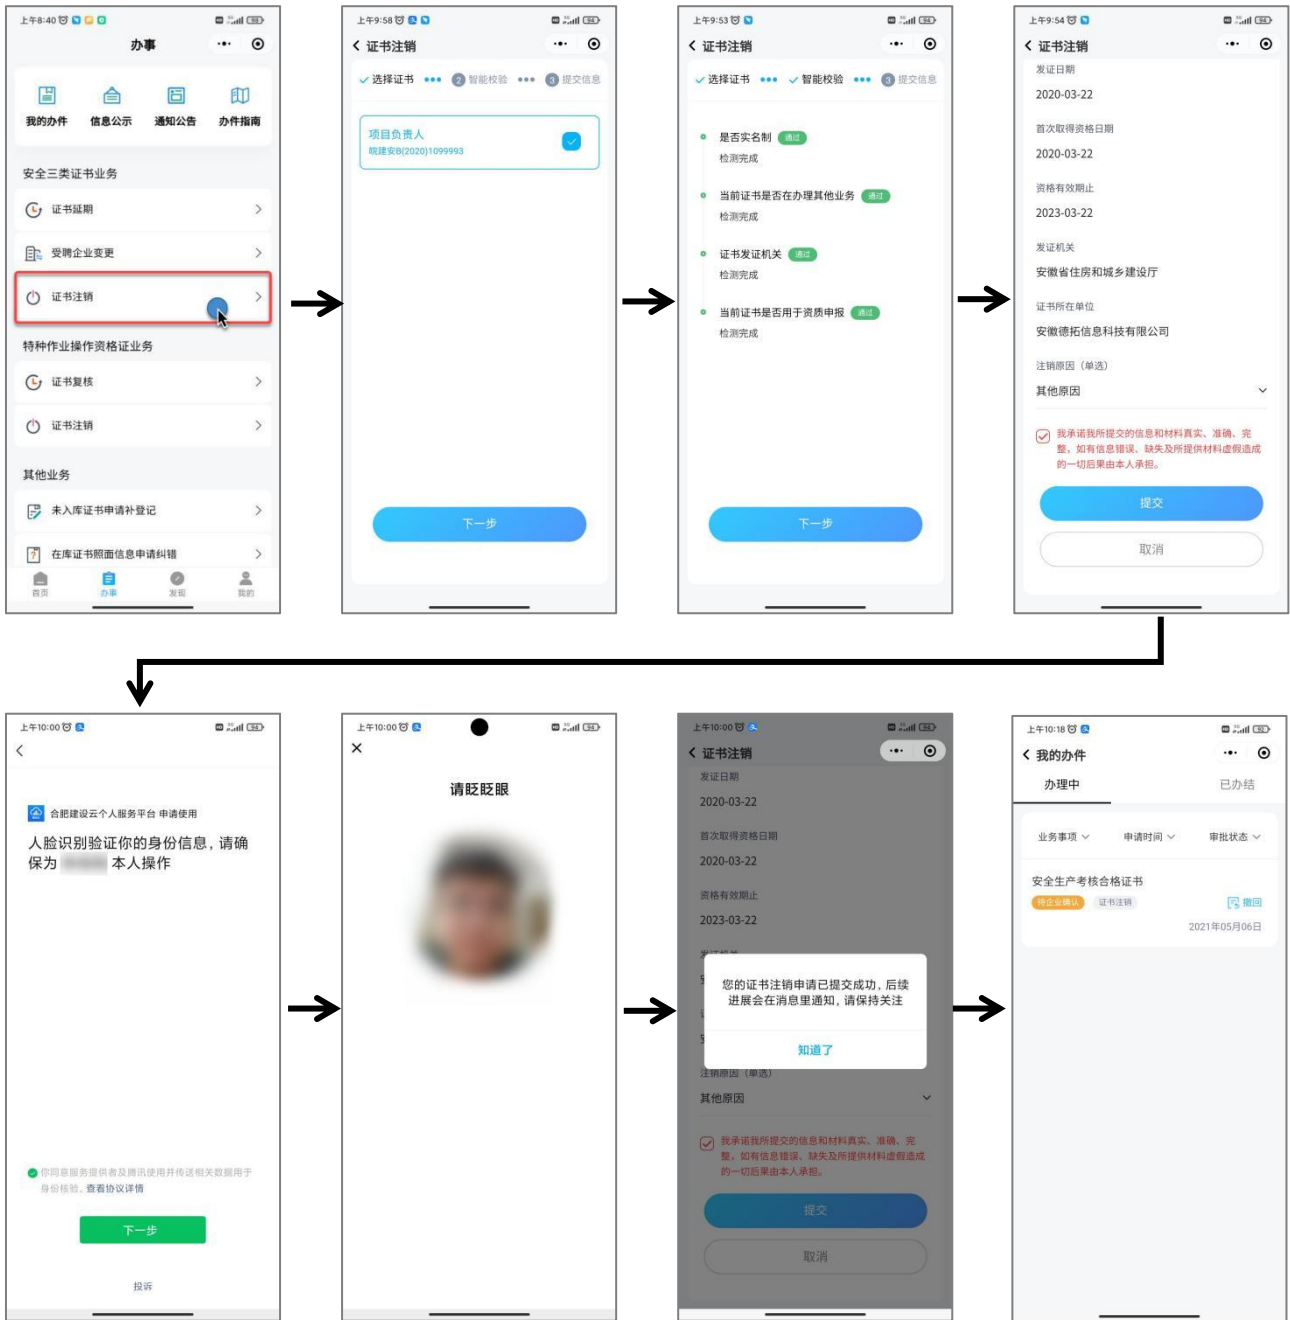 上午8:40
办事
我的办件
信息公示
通知公告
办件指南
安全三类证书业务
证书延期
受聘企业变更
证书注销
特种作业操作资格证业务
证书复核
证书注销
其他业务
未入库证书申请补登记
在库证书照面信息申请纠错
首页
办事
发现
我的
上午9:58
证书注销
选择证书
2 智能校验
3 提交信息
项目负责人
皖建安B(2020)1099993
下一步
上午9:53
证书注销
选择证书
智能校验
3 提交信息
是否实名制 通过
检测完成
当前证书是否在办理其他业务 通过
检测完成
证书发证机关 通过
检测完成
当前证书是否用于资质申报 通过
检测完成
下一步
上午9:54
证书注销
发证日期
2020-03-22
首次取得资格日期
2020-03-22
资格有效期止
2023-03-22
发证机关
安徽省住房和城乡建设厅
证书所在单位
安徽德拓信息科技有限公司
注销原因（单选）
其他原因
我承诺我所提交的信息和材料真实、准确、完
整，如有信息错误、缺失及所提供材料虚假造成
的一切后果由本人承担。
提交
取消
上午10:00
合肥建设云个人服务平台 申请使用
人脸识别验证你的身份信息，请确
保为 本人操作
你同意服务提供者及腾讯使用并传送相关数据用于
身份核验，查看协议详情
下一步
投诉
上午10:00
请眨眨眼
上午10:00
证书注销
发证日期
2020-03-22
首次取得资格日期
2020-03-22
资格有效期止
2023-03-22
您的证书注销申请已提交成功，后续
进展会在消息里通知，请保持关注
知道了
注销原因（单选）
其他原因
我承诺我所提交的信息和材料真实、准确、完
整，如有信息错误、缺失及所提供材料虚假造成
的一切后果由本人承担。
提交
取消
上午10:18
我的办件
办理中
已办结
业务事项
申请时间
审批状态
安全生产考核合格证书
待企业确认
证书注销
撤回
2021年05月06日